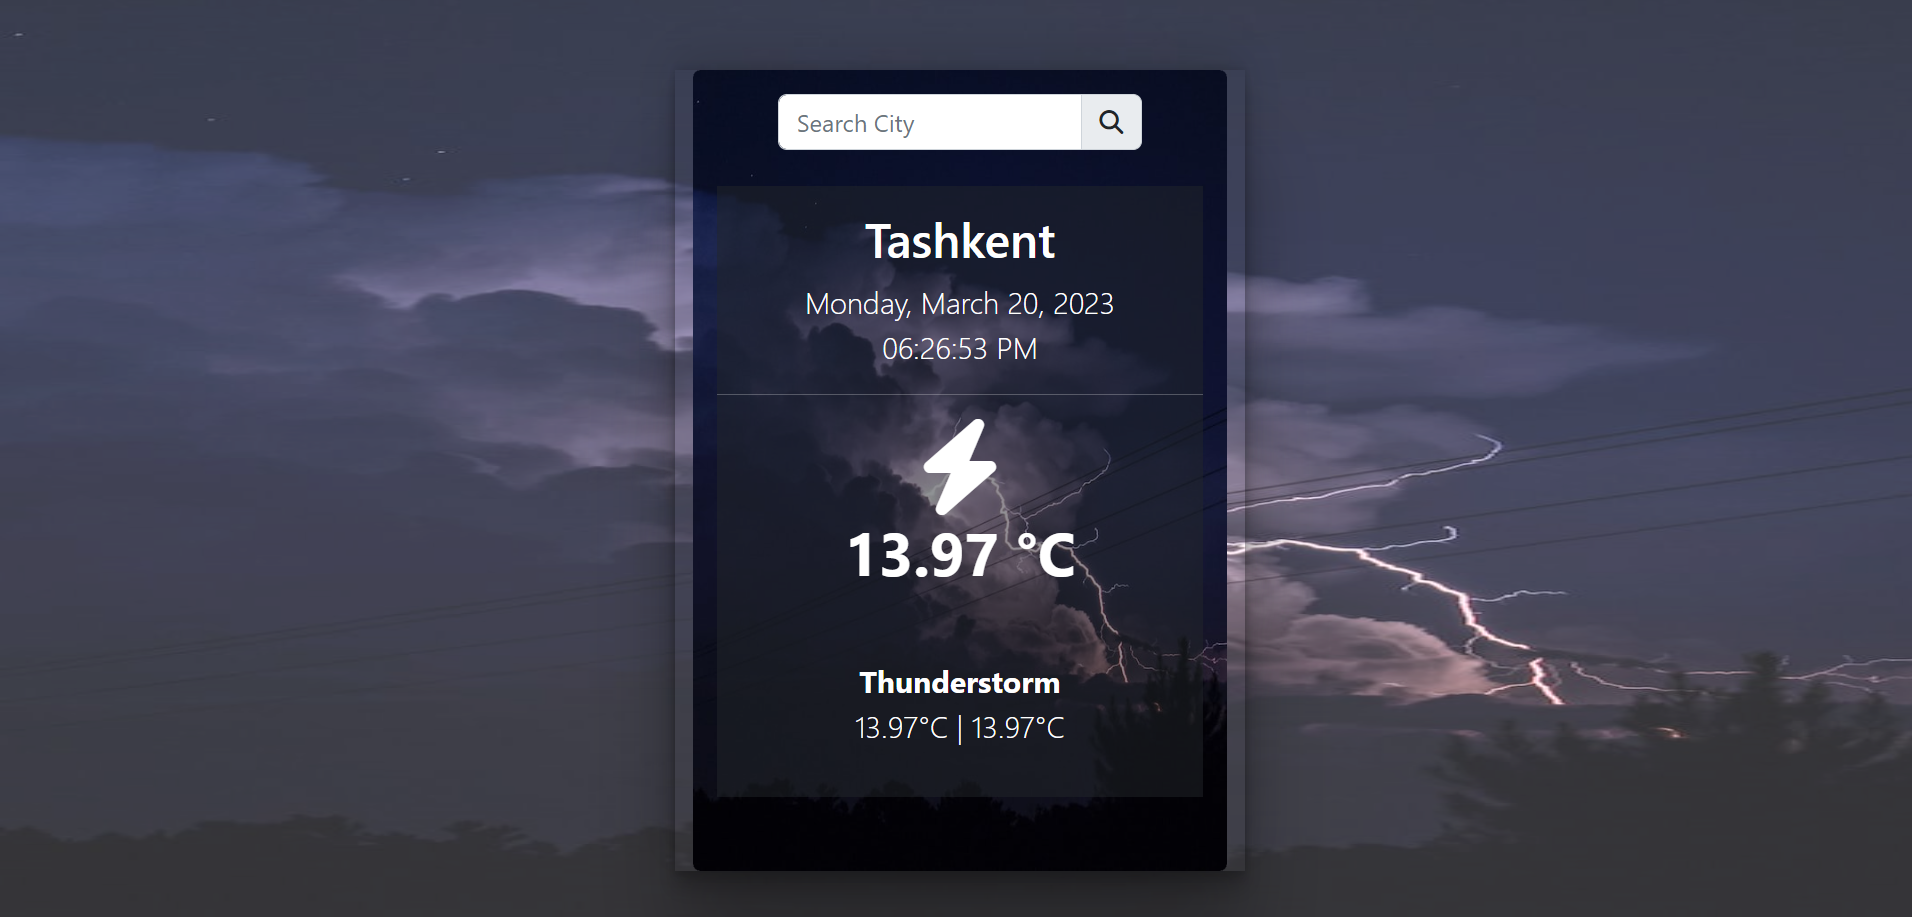 Search City
Tashkent
Monday, March 20, 2023
06:26:53 PM
13.97 °C
Thunderstorm
13.97°C | 13.97°C